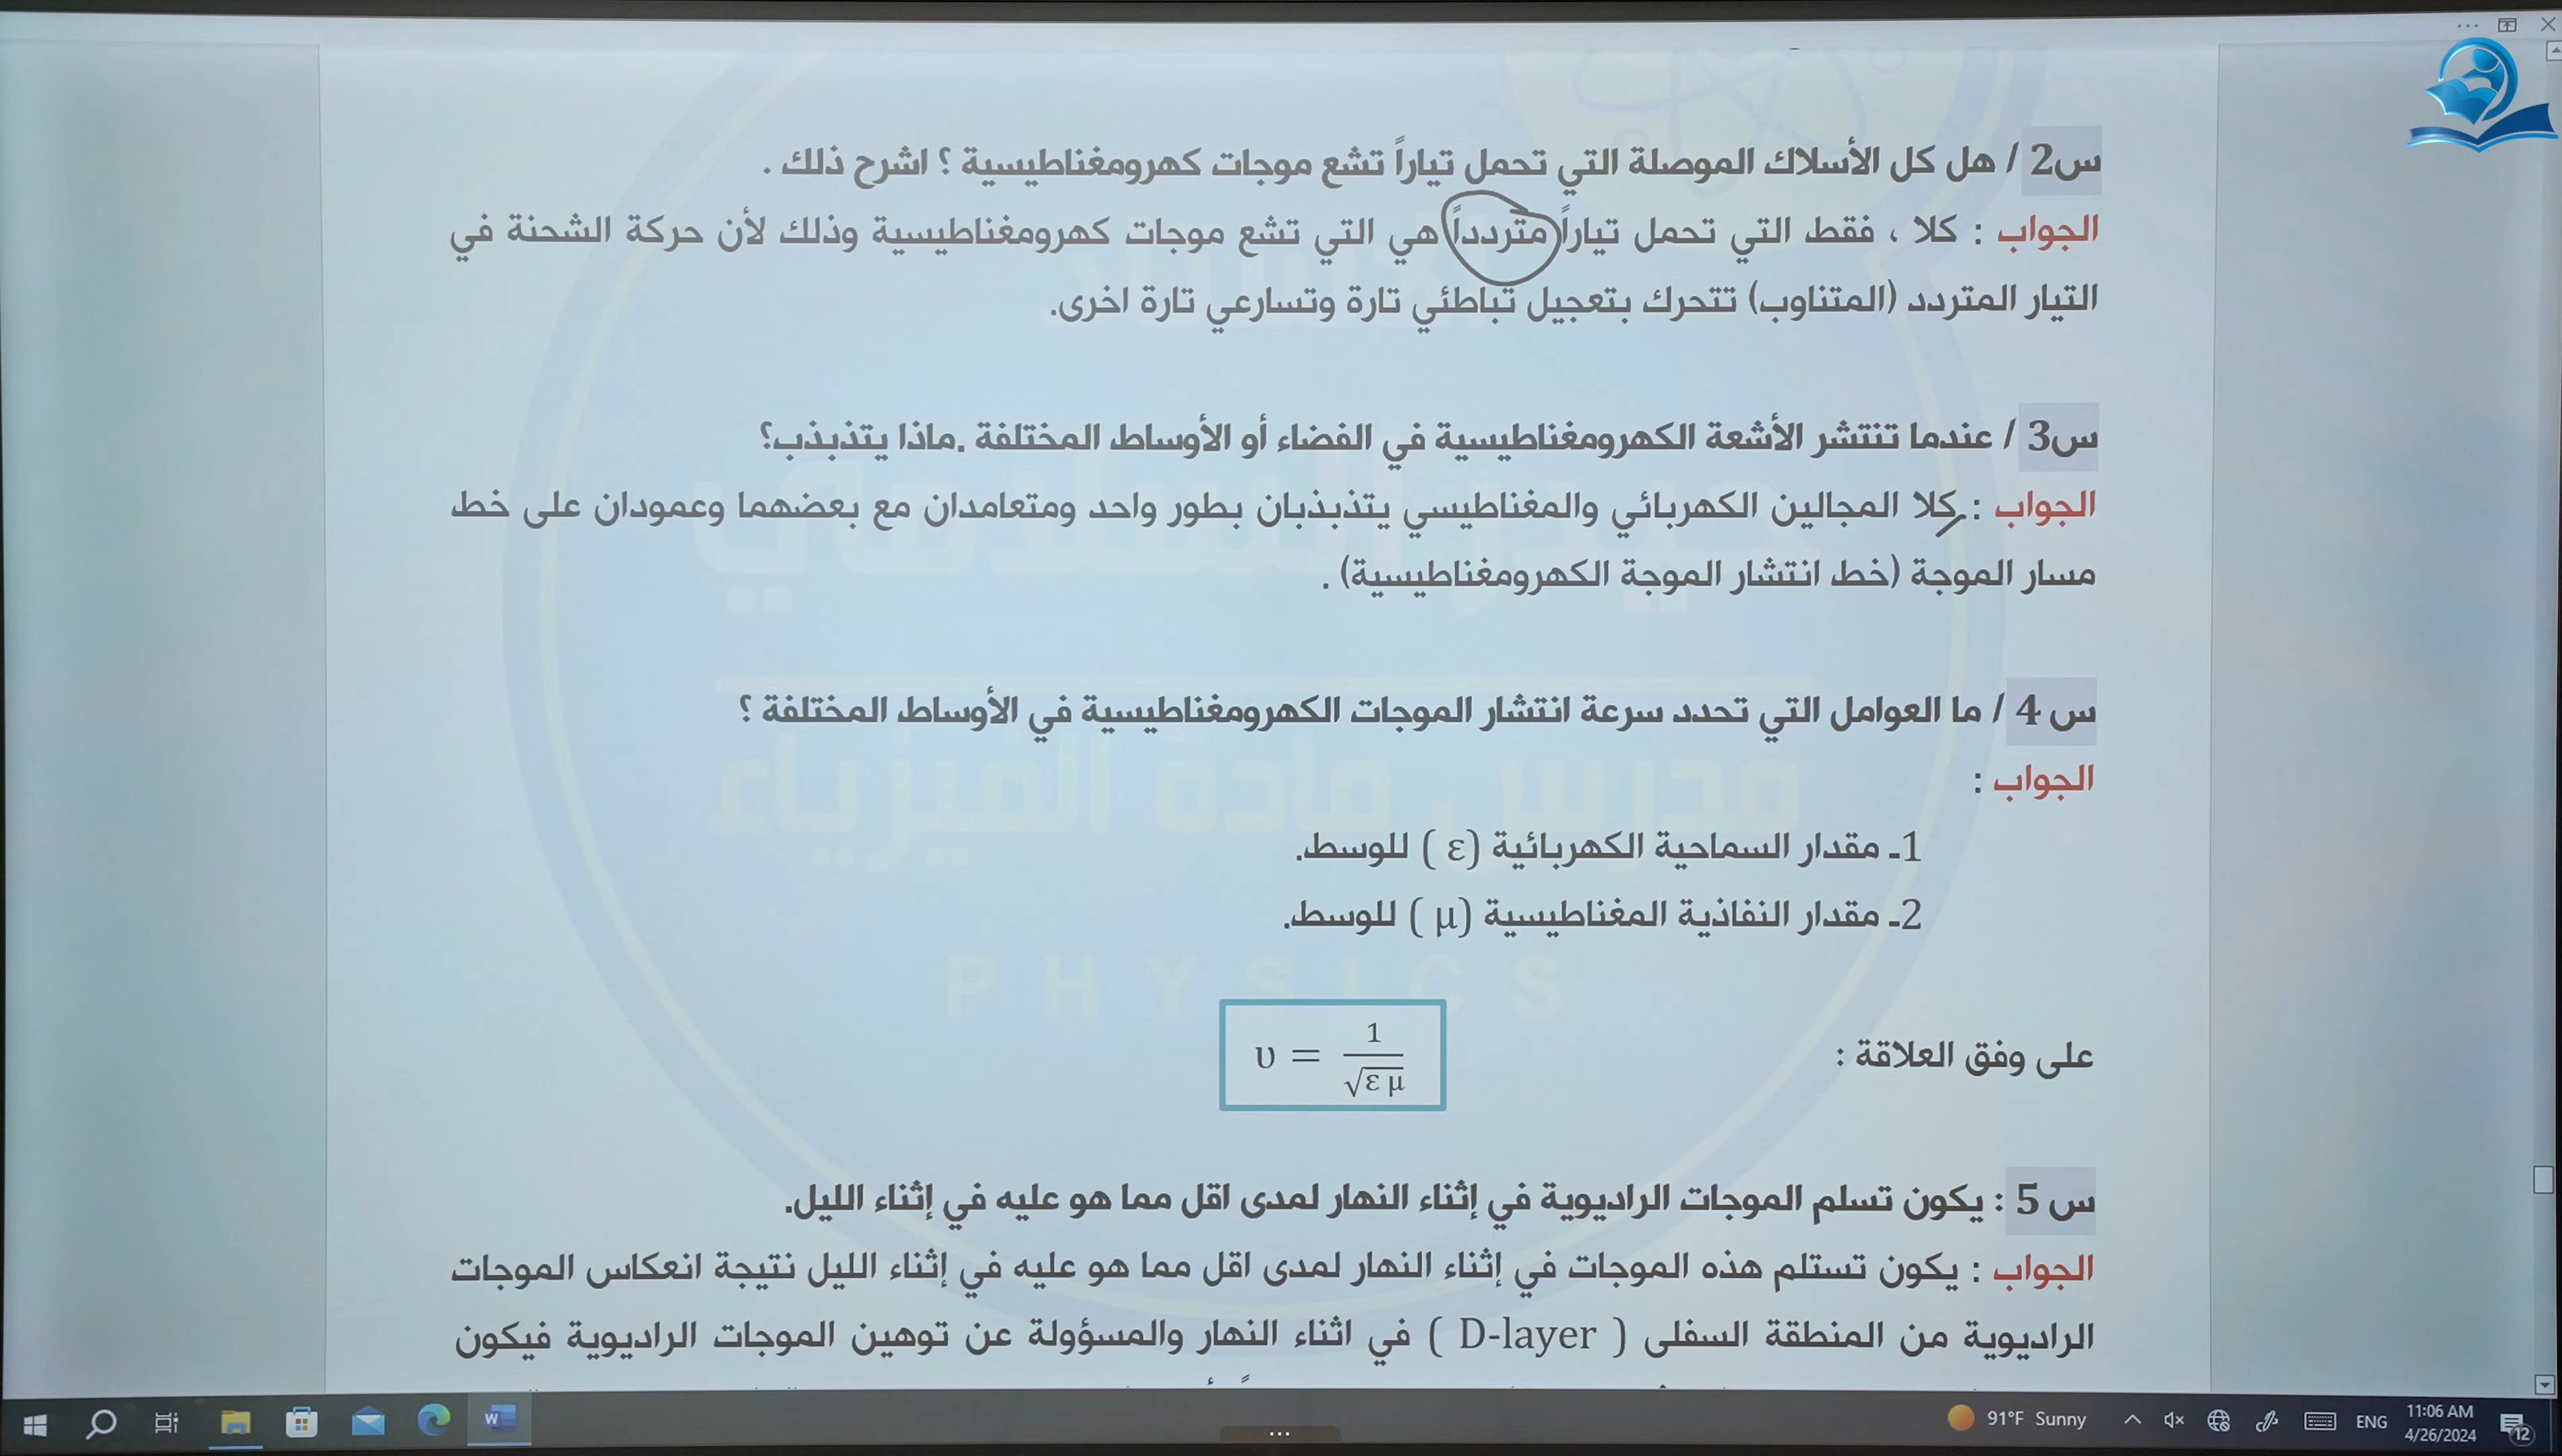 س2 / هل كل الأسلاك الموصلة التي تحمل تياراً تشع موجات كهرومغناطيسية ؟ اشرح ذلك .
الجواب : كلا ، فقط التي تحمل تياراً متردداً هي التي تشع موجات كهرومغناطيسية وذلك لأن حركة الشحنة في
التيار المتردد (المتناوب) تتحرك بتعجيل تباطئي تارة وتسارعي تارة اخرى.
س3 / عندما تنتشر الأشعة الكهرومغناطيسية في الفضاء أو الأوساط المختلفة .ماذا يتذبذب؟
الجواب : كلا المجالين الكهربائي والمغناطيسي يتذبذبان بطور واحد ومتعامدان مع بعضهما وعمودان على خط
مسار الموجة (خط انتشار الموجة الكهرومغناطيسية) .
س 4 / ما العوامل التي تحدد سرعة انتشار الموجات الكهرومغناطيسية في الأوساط المختلفة ؟
الجواب :
1ـ مقدار السماحية الكهربائية (ε ) للوسط.
2ـ مقدار النفاذية المغناطيسية (μ ) للوسط.
PHYSICS
على وفق العلاقة : υ = 1 / √ε μ
س 5 : يكون تسلم الموجات الراديوية في إثناء النهار لمدى اقل مما هو عليه في إثناء الليل.
الجواب : يكون تستلم هذه الموجات في إثناء النهار لمدى اقل مما هو عليه في إثناء الليل نتيجة انعكاس الموجات
الراديوية من المنطقة السفلى ( D-layer ) في اثناء النهار والمسؤولة عن توهين الموجات الراديوية فيكون
91°F Sunny ENG 11:06 AM
4/26/2024 12